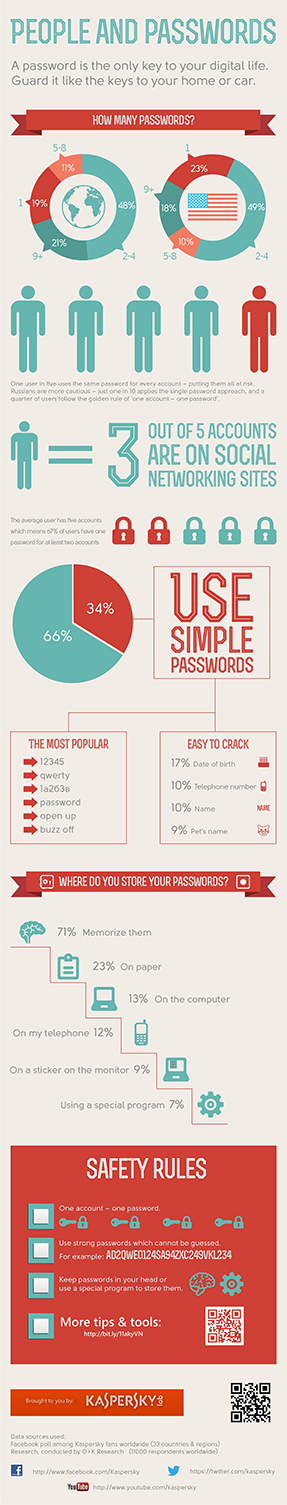 PEOPLE AND PASSWORDS
A password is the only key to your digital life.
Guard it like the keys to your home or car.
HOW MANY PASSWORDS?
5-8
11%
1
19%
48%
21%
9+
2-4
1
23%
9+
18%
49%
10%
5-8
2-4
One user in five uses the same password for every account – putting them all at risk.
Russians are more cautious – just one in 10 applies the single password approach, and a
quarter of users follow the golden rule of 'one account – one password'.
= 3
OUT OF 5 ACCOUNTS
ARE ON SOCIAL
NETWORKING SITES
The average user has five accounts
which means 67% of users have one
password for at least two accounts
34%
66%
USE
SIMPLE
PASSWORDS
THE MOST POPULAR
12345
qwerty
1a2б3в
password
open up
buzz off
EASY TO CRACK
17% Date of birth
10% Telephone number
10% Name
NAME
9% Pet's name
WHERE DO YOU STORE YOUR PASSWORDS?
71% Memorize them
23% On paper
13% On the computer
On my telephone 12%
On a sticker on the monitor 9%
Using a special program 7%
SAFETY RULES
One account – one password.
Use strong passwords which cannot be guessed.
For example: AD2QWE0124SA94ZXC249VKL234
Keep passwords in your head or
use a special program to store them.
More tips & tools:
http://bit.ly/11akyVN
Brought to you by:
KASPERSKY lab
Data sources used:
Facebook poll among Kaspersky fans worldwide (33 countries & regions)
Research, conducted by O+K Research (11000 respondents worldwide)
http://www.facebook.com/Kaspersky
https://twitter.com/kaspersky
YouTube http://www.youtube.com/kaspersky